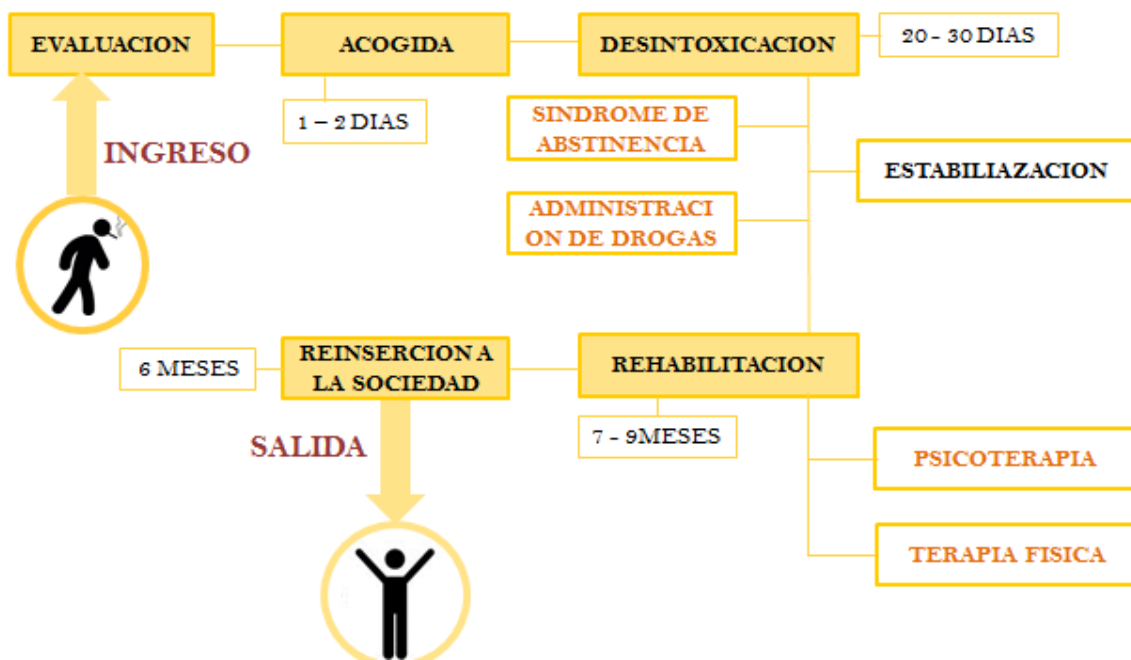 EVALUACION
ACOGIDA
DESINTOXICACION
20 - 30 DIAS
1 – 2 DIAS
SINDROME DE
ABSTINENCIA
INGRESO
ESTABILIAZACION
ADMINISTRACI
ON DE DROGAS
6 MESES
REINSERCION A
LA SOCIEDAD
REHABILITACION
7 - 9MESES
SALIDA
PSICOTERAPIA
TERAPIA FISICA